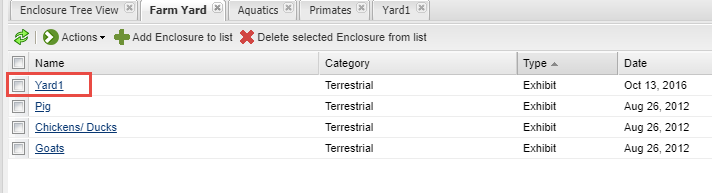 Enclosure Tree View Farm Yard Aquatics Primates Yard1
Actions Add Enclosure to list Delete selected Enclosure from list
Name Category Type Date
Yard1 Terrestrial Exhibit Oct 13, 2016
Pig Terrestrial Exhibit Aug 26, 2012
Chickens/ Ducks Terrestrial Exhibit Aug 26, 2012
Goats Terrestrial Exhibit Aug 26, 2012